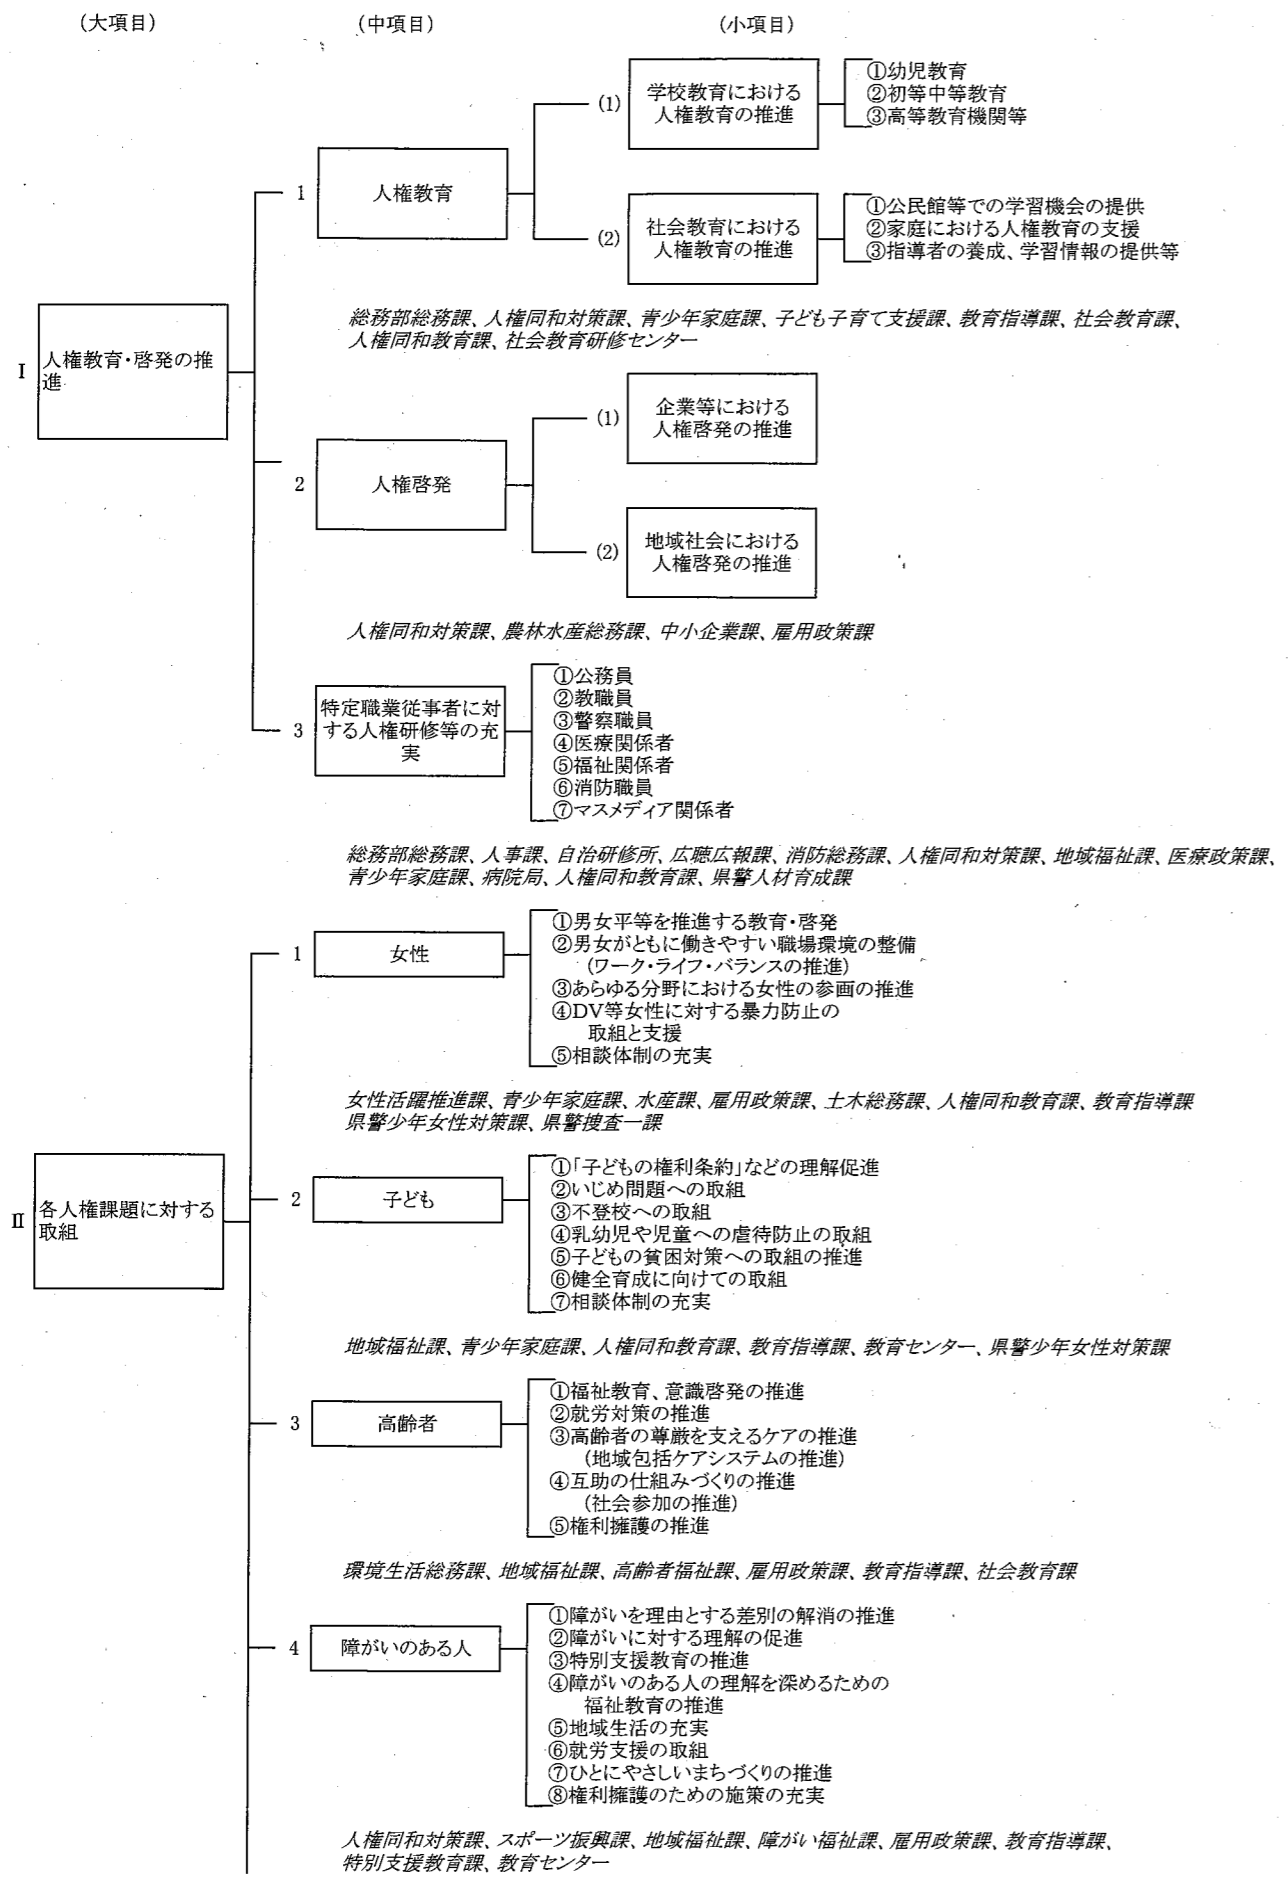 (大項目)
(中項目)
(小項目)
(1)
学校教育における
人権教育の推進
①幼児教育
②初等中等教育
③高等教育機関等
1
人権教育
(2)
社会教育における
人権教育の推進
①公民館等での学習機会の提供
②家庭における人権教育の支援
③指導者の養成、学習情報の提供等
総務部総務課、人権同和対策課、青少年家庭課、子ども子育て支援課、教育指導課、社会教育課、
人権同和教育課、社会教育研修センター
Ⅰ
人権教育・啓発の推
進
(1)
企業等における
人権啓発の推進
2
人権啓発
(2)
地域社会における
人権啓発の推進
人権同和対策課、農林水産総務課、中小企業課、雇用政策課
3
特定職業従事者に対
する人権研修等の充
実
①公務員
②教職員
③警察職員
④医療関係者
⑤福祉関係者
⑥消防職員
⑦マスメディア関係者
総務部総務課、人事課、自治研修所、広聴広報課、消防総務課、人権同和対策課、地域福祉課、医療政策課、
青少年家庭課、病院局、人権同和教育課、県警人材育成課
1
女性
①男女平等を推進する教育・啓発
②男女がともに働きやすい職場環境の整備
(ワーク・ライフ・バランスの推進)
③あらゆる分野における女性の参画の推進
④DV等女性に対する暴力防止の
取組と支援
⑤相談体制の充実
女性活躍推進課、青少年家庭課、水産課、雇用政策課、土木総務課、人権同和教育課、教育指導課
県警少年女性対策課、県警捜査一課
Ⅱ
各人権課題に対する
取組
2
子ども
①「子どもの権利条約」などの理解促進
②いじめ問題への取組
③不登校への取組
④乳幼児や児童への虐待防止の取組
⑤子どもの貧困対策への取組の推進
⑥健全育成に向けての取組
⑦相談体制の充実
地域福祉課、青少年家庭課、人権同和教育課、教育指導課、教育センター、県警少年女性対策課
3
高齢者
①福祉教育、意識啓発の推進
②就労対策の推進
③高齢者の尊厳を支えるケアの推進
(地域包括ケアシステムの推進)
④互助の仕組みづくりの推進
(社会参加の推進)
⑤権利擁護の推進
環境生活総務課、地域福祉課、高齢者福祉課、雇用政策課、教育指導課、社会教育課
4
障がいのある人
①障がいを理由とする差別の解消の推進
②障がいに対する理解の促進
③特別支援教育の推進
④障がいのある人の理解を深めるための
福祉教育の推進
⑤地域生活の充実
⑥就労支援の取組
⑦ひとにやさしいまちづくりの推進
⑧権利擁護のための施策の充実
人権同和対策課、スポーツ振興課、地域福祉課、障がい福祉課、雇用政策課、教育指導課、
特別支援教育課、教育センター